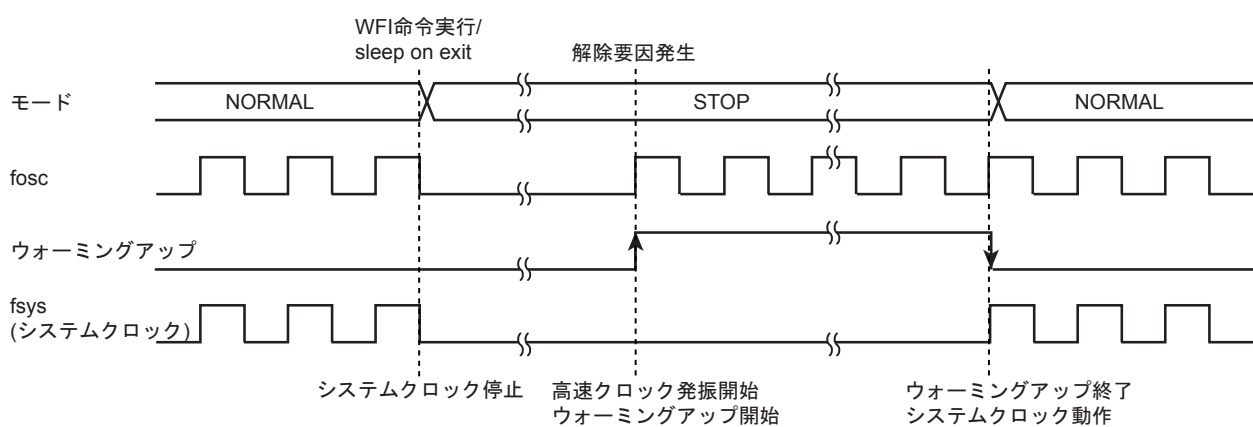 WFI命令実行/
sleep on exit
解除要因発生
モード
NORMAL
STOP
NORMAL
fosc
ウォーミングアップ
fsys
(システムクロック)
システムクロック停止
高速クロック発振開始
ウォーミングアップ開始
ウォーミングアップ終了
システムクロック動作